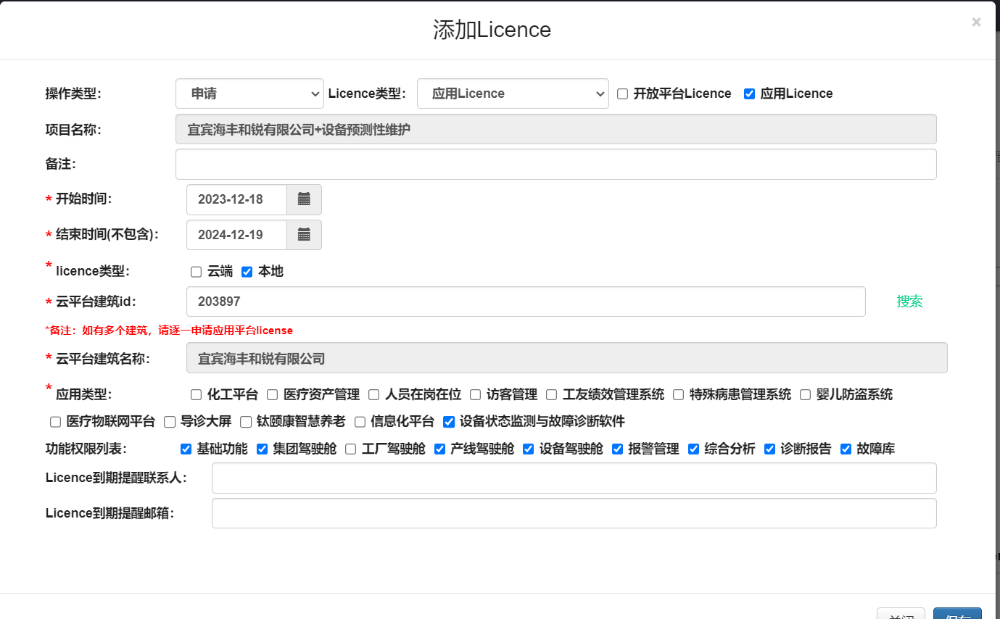 添加Licence
×
操作类型： 申请 Licence类型： 应用Licence 开放平台Licence 应用Licence
项目名称： 宜宾海丰和锐有限公司+设备预测性维护
备注：
* 开始时间： 2023-12-18
* 结束时间(不包含)： 2024-12-19
* licence类型： 云端 本地
* 云平台建筑id： 203897 搜索
*备注：如有多个建筑，请逐一申请应用平台license
* 云平台建筑名称： 宜宾海丰和锐有限公司
* 应用类型： 化工平台 医疗资产管理 人员在岗在位 访客管理 工友绩效管理系统 特殊病患管理系统 婴儿防盗系统
医疗物联网平台 导诊大屏 钛颐康智慧养老 信息化平台 设备状态监测与故障诊断软件
功能权限列表： 基础功能 集团驾驶舱 工厂驾驶舱 产线驾驶舱 设备驾驶舱 报警管理 综合分析 诊断报告 故障库
Licence到期提醒联系人：
Licence到期提醒邮箱：
关闭 保存